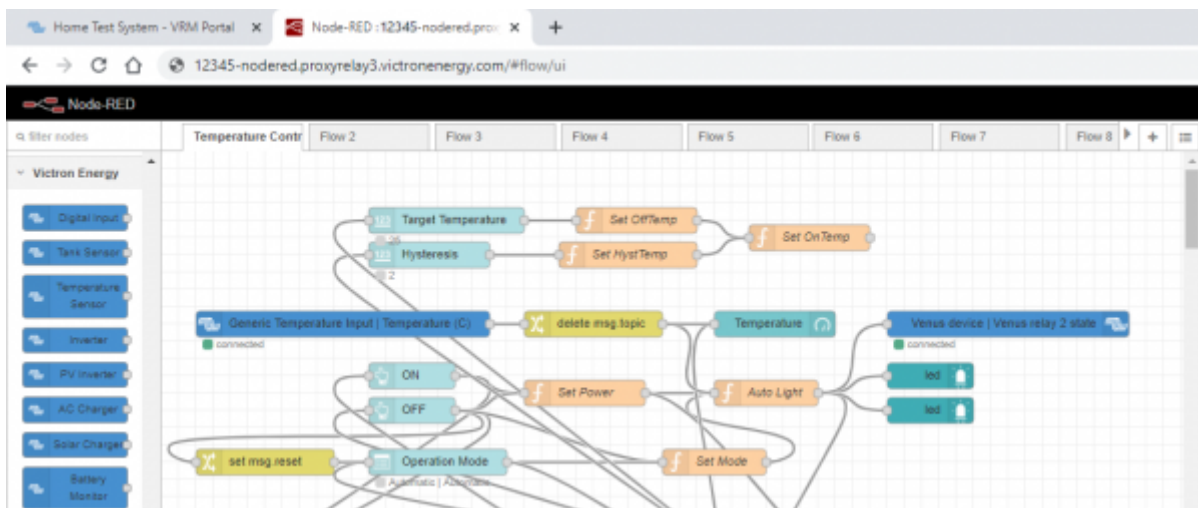 Home Test System - VRM Portal
Node-RED : 12345-nodered.prox
12345-nodered.proxyrelay3.victronenergy.com/#flow/ui
Node-RED
filter nodes
Temperature Contr
Flow 2
Flow 3
Flow 4
Flow 5
Flow 6
Flow 7
Flow 8
Victron Energy
Digital Input
Tank Sensor
Temperature
Sensor
Inverter
PV Inverter
AC Charger
Solar Charger
Battery
Monitor
123 Target Temperature
Set OffTemp
Set OnTemp
123 Hysteresis
Set HystTemp
2
Generic Temperature Input | Temperature (C)
connected
delete msg.topic
Temperature
Venus device | Venus relay 2 state
connected
ON
Set Power
Auto Light
led
OFF
led
set msg.reset
Operation Mode
Set Mode
Automatic | Automatic